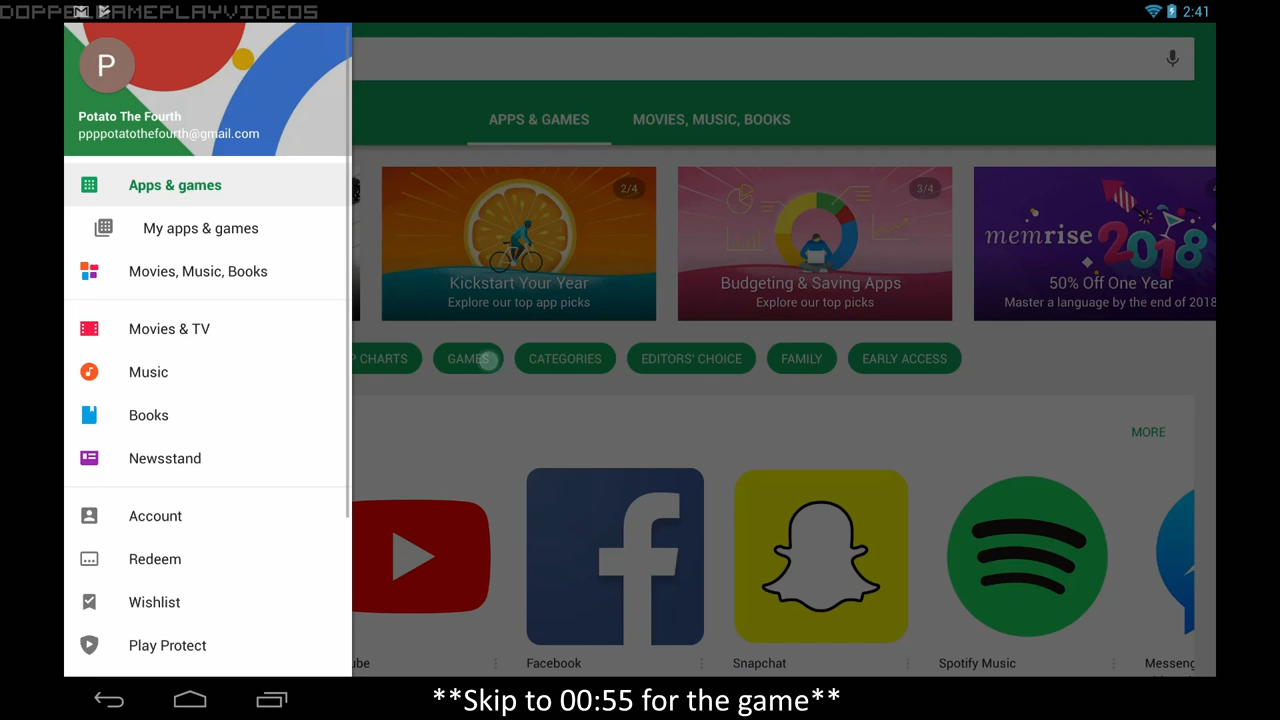 DOPPELGAMEPLAYVIDEOS
2:41
P
Potato The Fourth
ppppotatothefourth@gmail.com
Apps & games
My apps & games
Movies, Music, Books
Movies & TV
Music
Books
Newsstand
Account
Redeem
Wishlist
Play Protect
APPS & GAMES
MOVIES, MUSIC, BOOKS
2/4
Kickstart Your Year
Explore our top app picks
3/4
Budgeting & Saving Apps
Explore our top picks
4
memrise 2018
50% Off One Year
Master a language by the end of 2018
P CHARTS
GAMES
CATEGORIES
EDITORS' CHOICE
FAMILY
EARLY ACCESS
MORE
ube
Facebook
Snapchat
Spotify Music
Messeng
**Skip to 00:55 for the game**